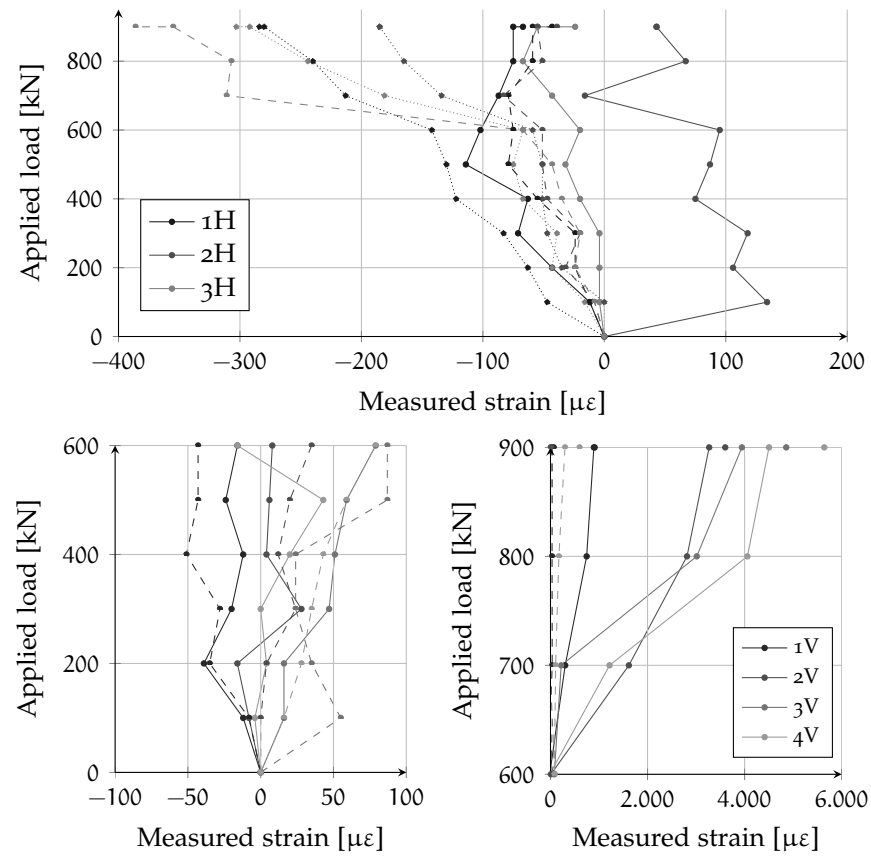 Applied load [kN]
800
600
400
200
0
1H
2H
3H
−400
−300
−200
−100
0
100
200
Measured strain [µε]
Applied load [kN]
600
400
200
0
−100
−50
0
50
100
Measured strain [µε]
Applied load [kN]
900
800
700
600
1V
2V
3V
4V
0
2.000
4.000
6.000
Measured strain [µε]